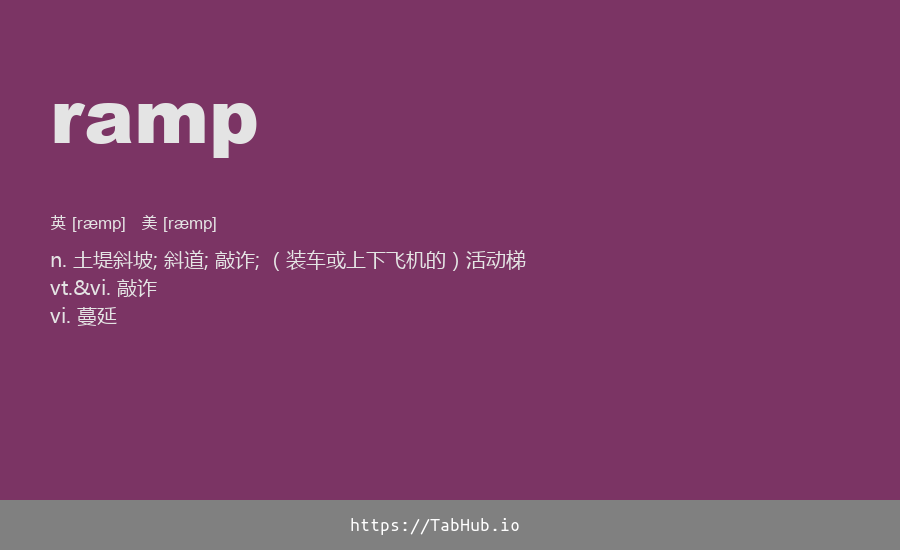 ramp
英 [ræmp] 美 [ræmp]
n. 土堤斜坡; 斜道; 敲诈; （装车或上下飞机的）活动梯
vt.&vi. 敲诈
vi. 蔓延
https://TabHub.io